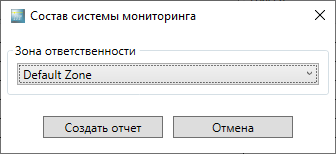 Состав системы мониторинга
Зона ответственности
Default Zone
Создать отчет
Отмена